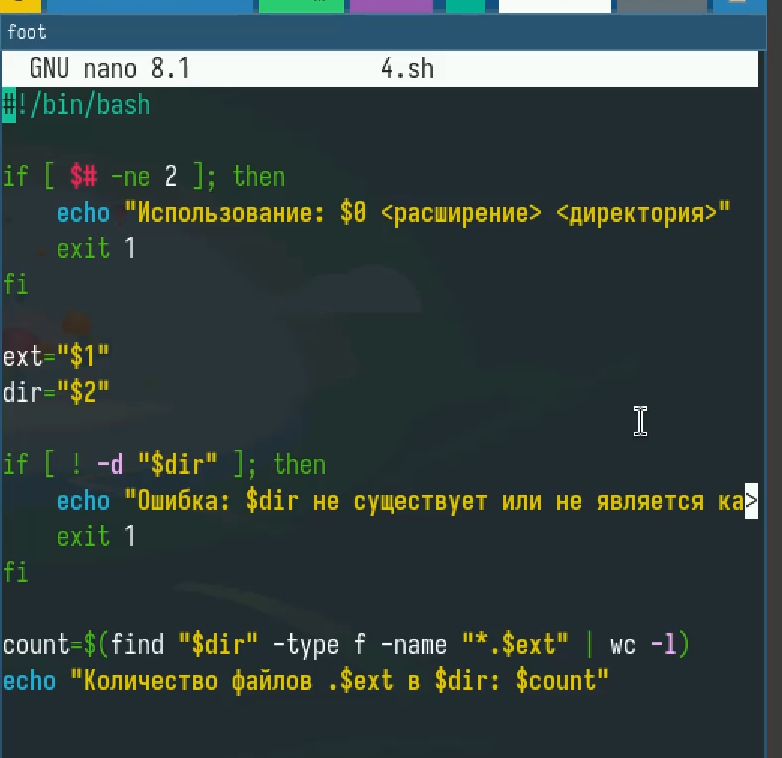 foot
GNU nano 8.1 4.sh
#!/bin/bash
if [ $# -ne 2 ]; then
echo "Использование: $0 <расширение> <директория>"
exit 1
fi
ext="$1"
dir="$2"
if [ ! -d "$dir" ]; then
echo "Ошибка: $dir не существует или не является ка>
exit 1
fi
count=$(find "$dir" -type f -name "*.$ext" | wc -l)
echo "Количество файлов .$ext в $dir: $count"